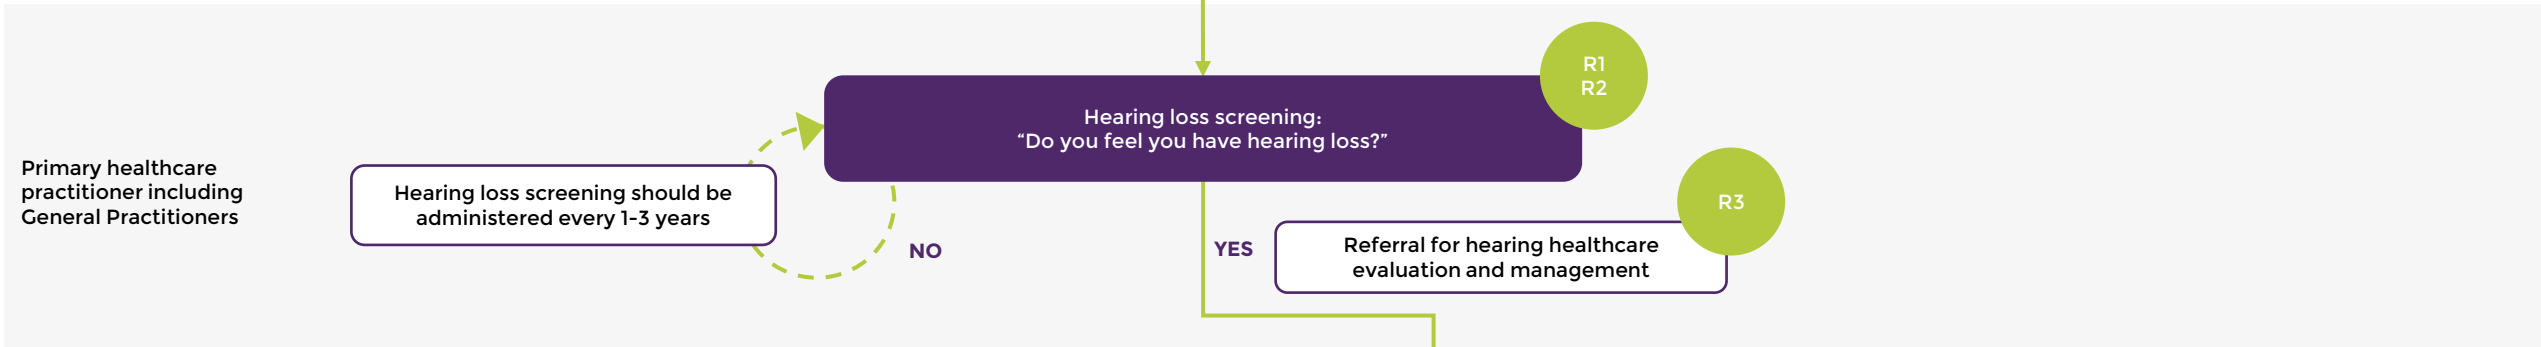 R1
R2
Hearing loss screening:
“Do you feel you have hearing loss?”
Primary healthcare
practitioner including
General Practitioners
Hearing loss screening should be
administered every 1-3 years
NO
YES
R3
Referral for hearing healthcare
evaluation and management